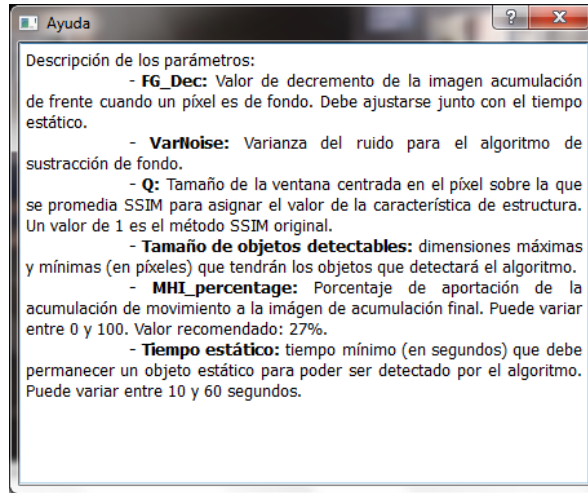 Ayuda
?
X
Descripción de los parámetros:
- FG_Dec: Valor de decremento de la imagen acumulación
de frente cuando un píxel es de fondo. Debe ajustarse junto con el tiempo
estático.
- VarNoise: Varianza del ruido para el algoritmo de
sustracción de fondo.
- Q: Tamaño de la ventana centrada en el píxel sobre la que
se promedia SSIM para asignar el valor de la característica de estructura.
Un valor de 1 es el método SSIM original.
- Tamaño de objetos detectables: dimensiones máximas
y mínimas (en píxeles) que tendrán los objetos que detectará el algoritmo.
- MHI_percentage: Porcentaje de aportación de la
acumulación de movimiento a la imágen de acumulación final. Puede variar
entre 0 y 100. Valor recomendado: 27%.
- Tiempo estático: tiempo mínimo (en segundos) que debe
permanecer un objeto estático para poder ser detectado por el algoritmo.
Puede variar entre 10 y 60 segundos.